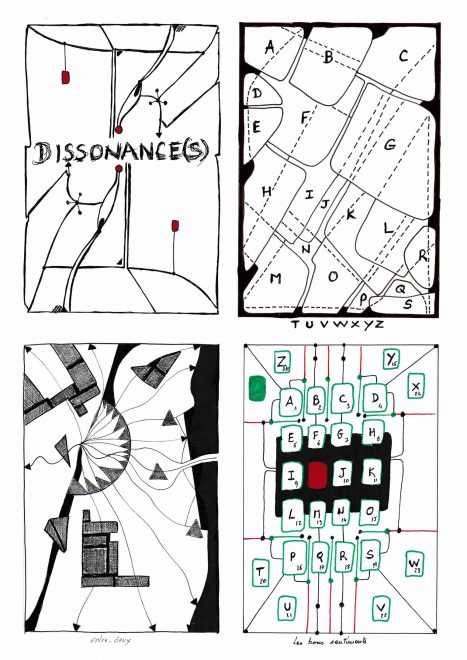 DISSONANCE(S)
A B C
D
E F G
H I J K L
M N O P Q R S
T U V W X Y Z
entre-deux
Z 26 Y 25
X 24
A 1 B 2 C 3 D 4
E 5 F 6 G 7 H 8
I 9 J 10 K 11
L 12 M 13 N 14 O 15
P 16 Q 17 R 18 S 19
T 20 W 23
U 21 V 22
Les bons sentiments